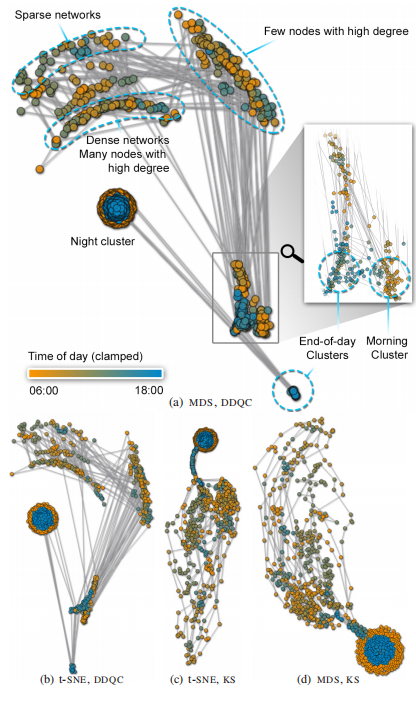 Sparse networks
Few nodes with high degree
Dense networks
Many nodes with
high degree
Night cluster
End-of-day
Clusters
Morning
Cluster
Time of day (clamped)
06:00 18:00
(a) MDS, DDQC
(b) t-SNE, DDQC
(c) t-SNE, KS
(d) MDS, KS